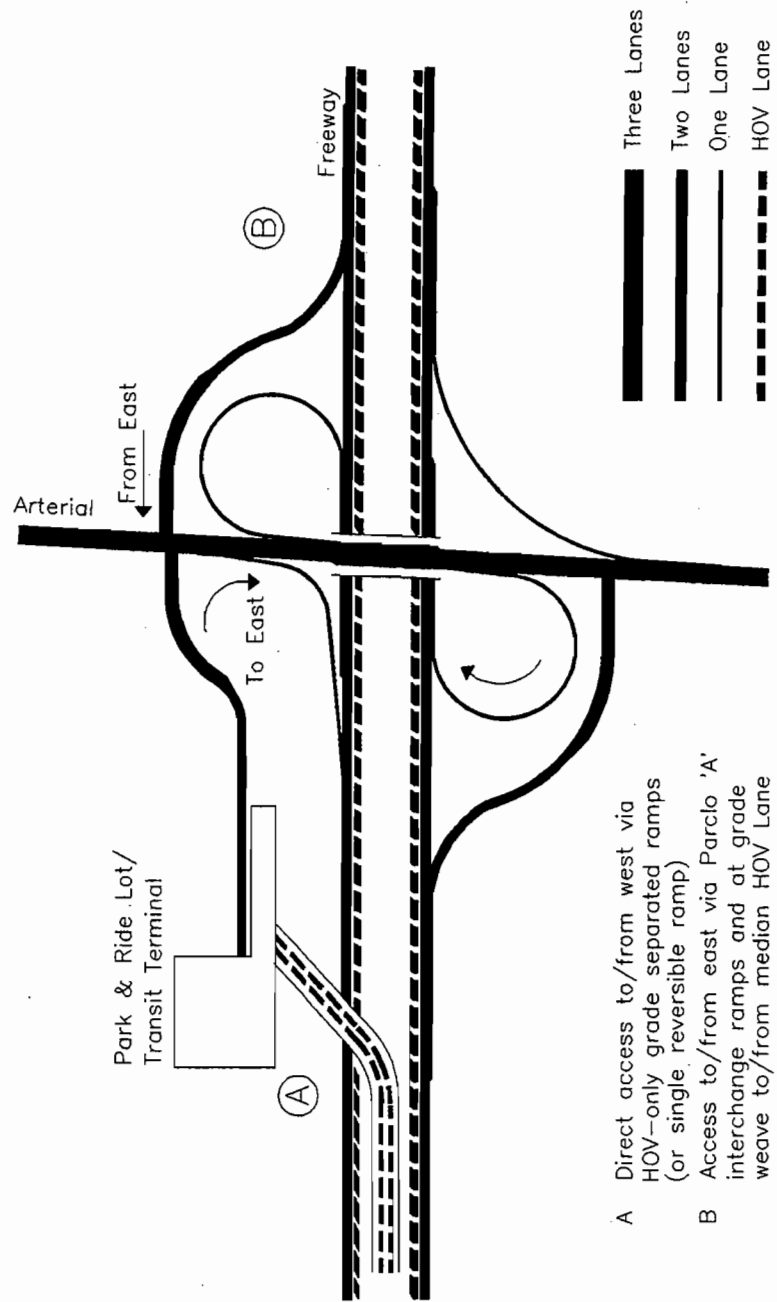 Arterial
From East
To East
Park & Ride Lot/
Transit Terminal
Freeway
A
B
A Direct access to/from west via
HOV-only grade separated ramps
(or single reversible ramp)
B Access to/from east via Parclo 'A'
interchange ramps and at grade
weave to/from median HOV Lane
Three Lanes
Two Lanes
One Lane
HOV Lane